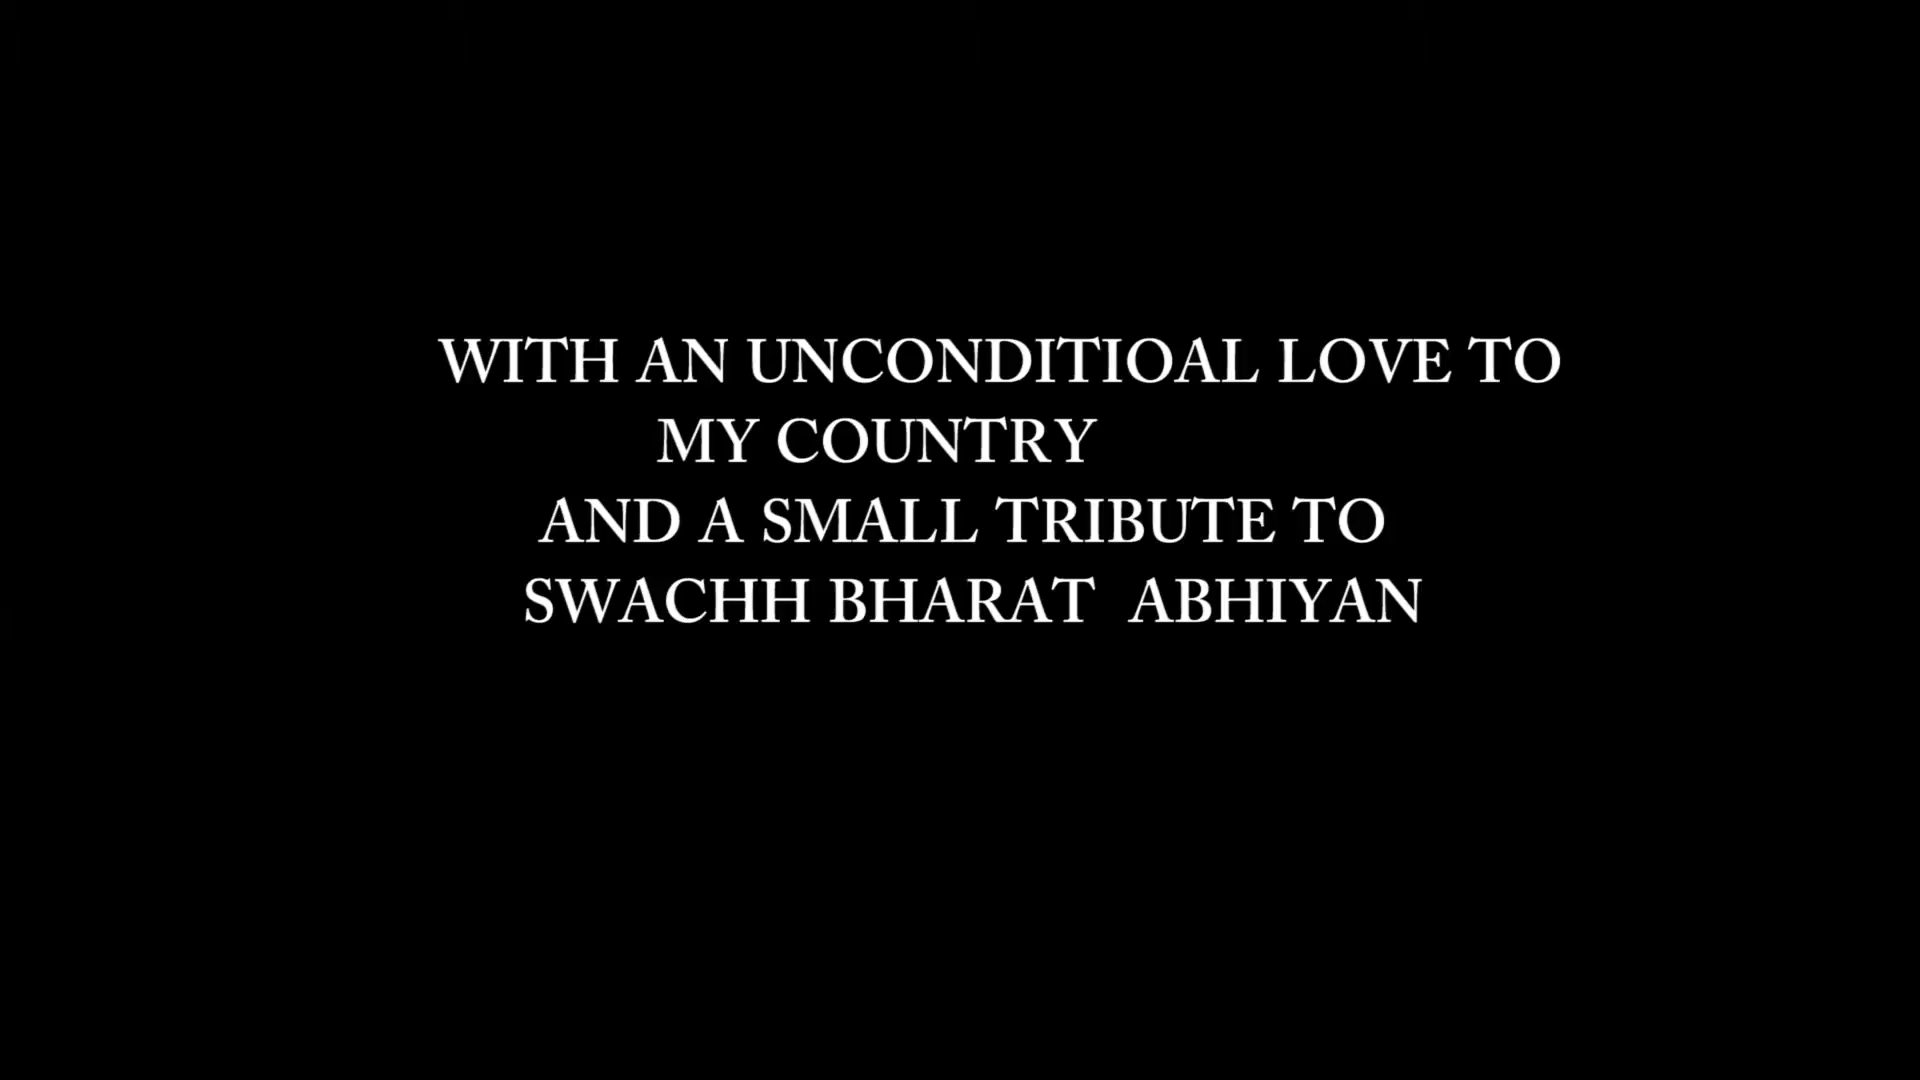 WITH AN UNCONDITIOAL LOVE TO
MY COUNTRY
AND A SMALL TRIBUTE TO
SWACHH BHARAT ABHIYAN